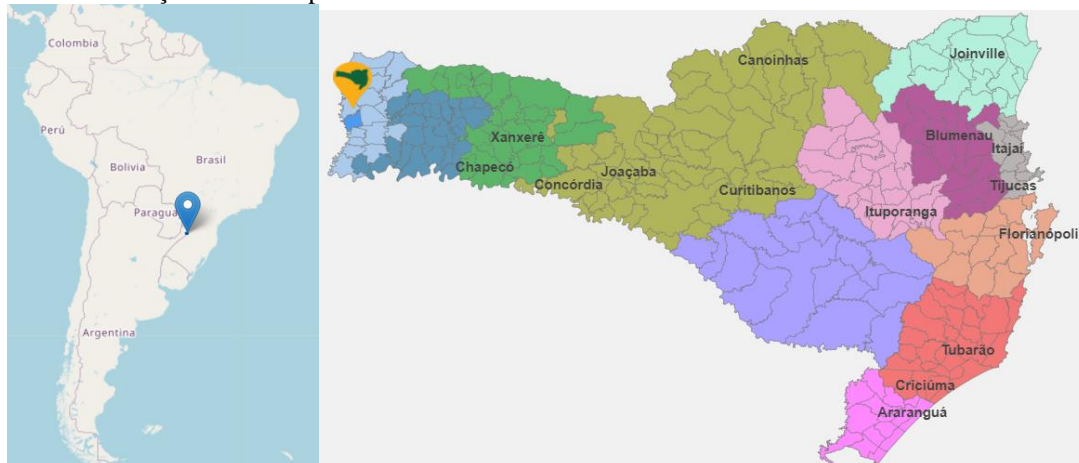 Colombia
Perú
Brasil
Bolivia
Paragua
Argentina
Canoinhas
Joinville
Xanxerê
Blumenau
Itajaí
Chapecó
Joaçaba
Concórdia
Curitibanos
Tijucas
Ituporanga
Florianópoli
Tubarão
Criciúma
Araranguá